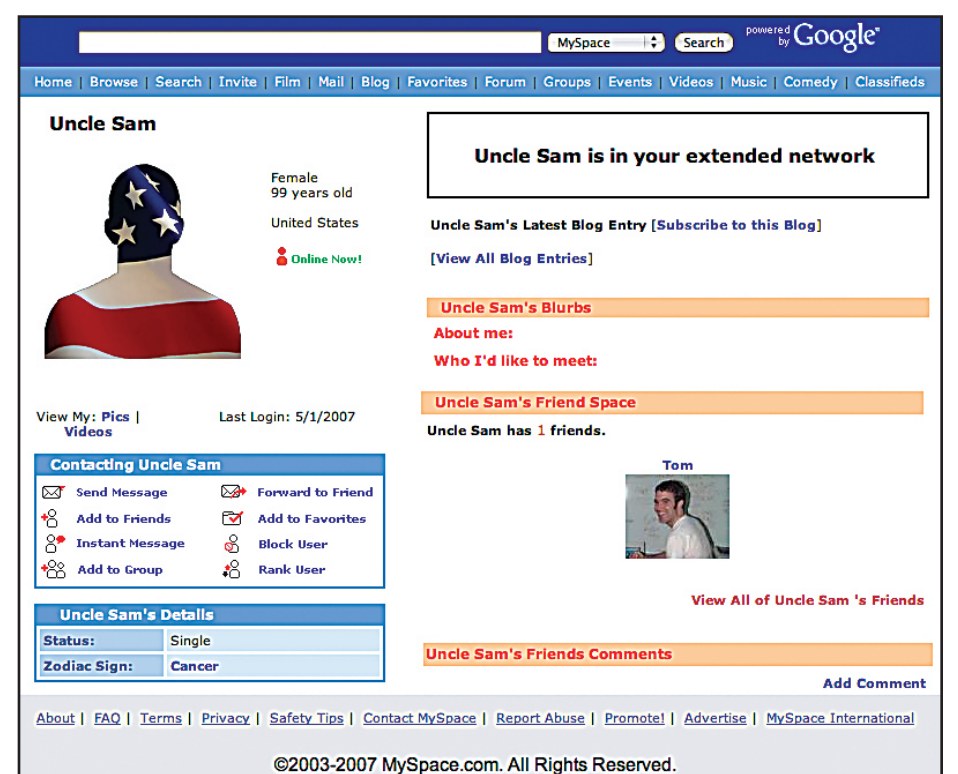 MySpace Search powered by Google
Home | Browse | Search | Invite | Film | Mail | Blog | Favorites | Forum | Groups | Events | Videos | Music | Comedy | Classifieds
Uncle Sam
Female
99 years old
United States
Online Now!
View My: Pics |
Videos
Last Login: 5/1/2007
Contacting Uncle Sam
Send Message Forward to Friend
Add to Friends Add to Favorites
Instant Message Block User
Add to Group Rank User
Uncle Sam's Details
Status: Single
Zodiac Sign: Cancer
Uncle Sam is in your extended network
Uncle Sam's Latest Blog Entry [Subscribe to this Blog]
[View All Blog Entries]
Uncle Sam's Blurbs
About me:
Who I'd like to meet:
Uncle Sam's Friend Space
Uncle Sam has 1 friends.
Tom
View All of Uncle Sam 's Friends
Uncle Sam's Friends Comments
Add Comment
About | FAQ | Terms | Privacy | Safety Tips | Contact MySpace | Report Abuse | Promote! | Advertise | MySpace International
©2003-2007 MySpace.com. All Rights Reserved.